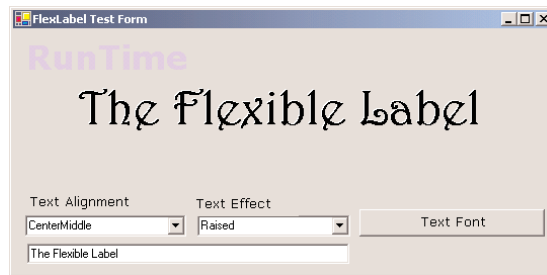 FlexLabel Test Form
RunTime
The Flexible Label
Text Alignment
Text Effect
CenterMiddle
Raised
Text Font
The Flexible Label